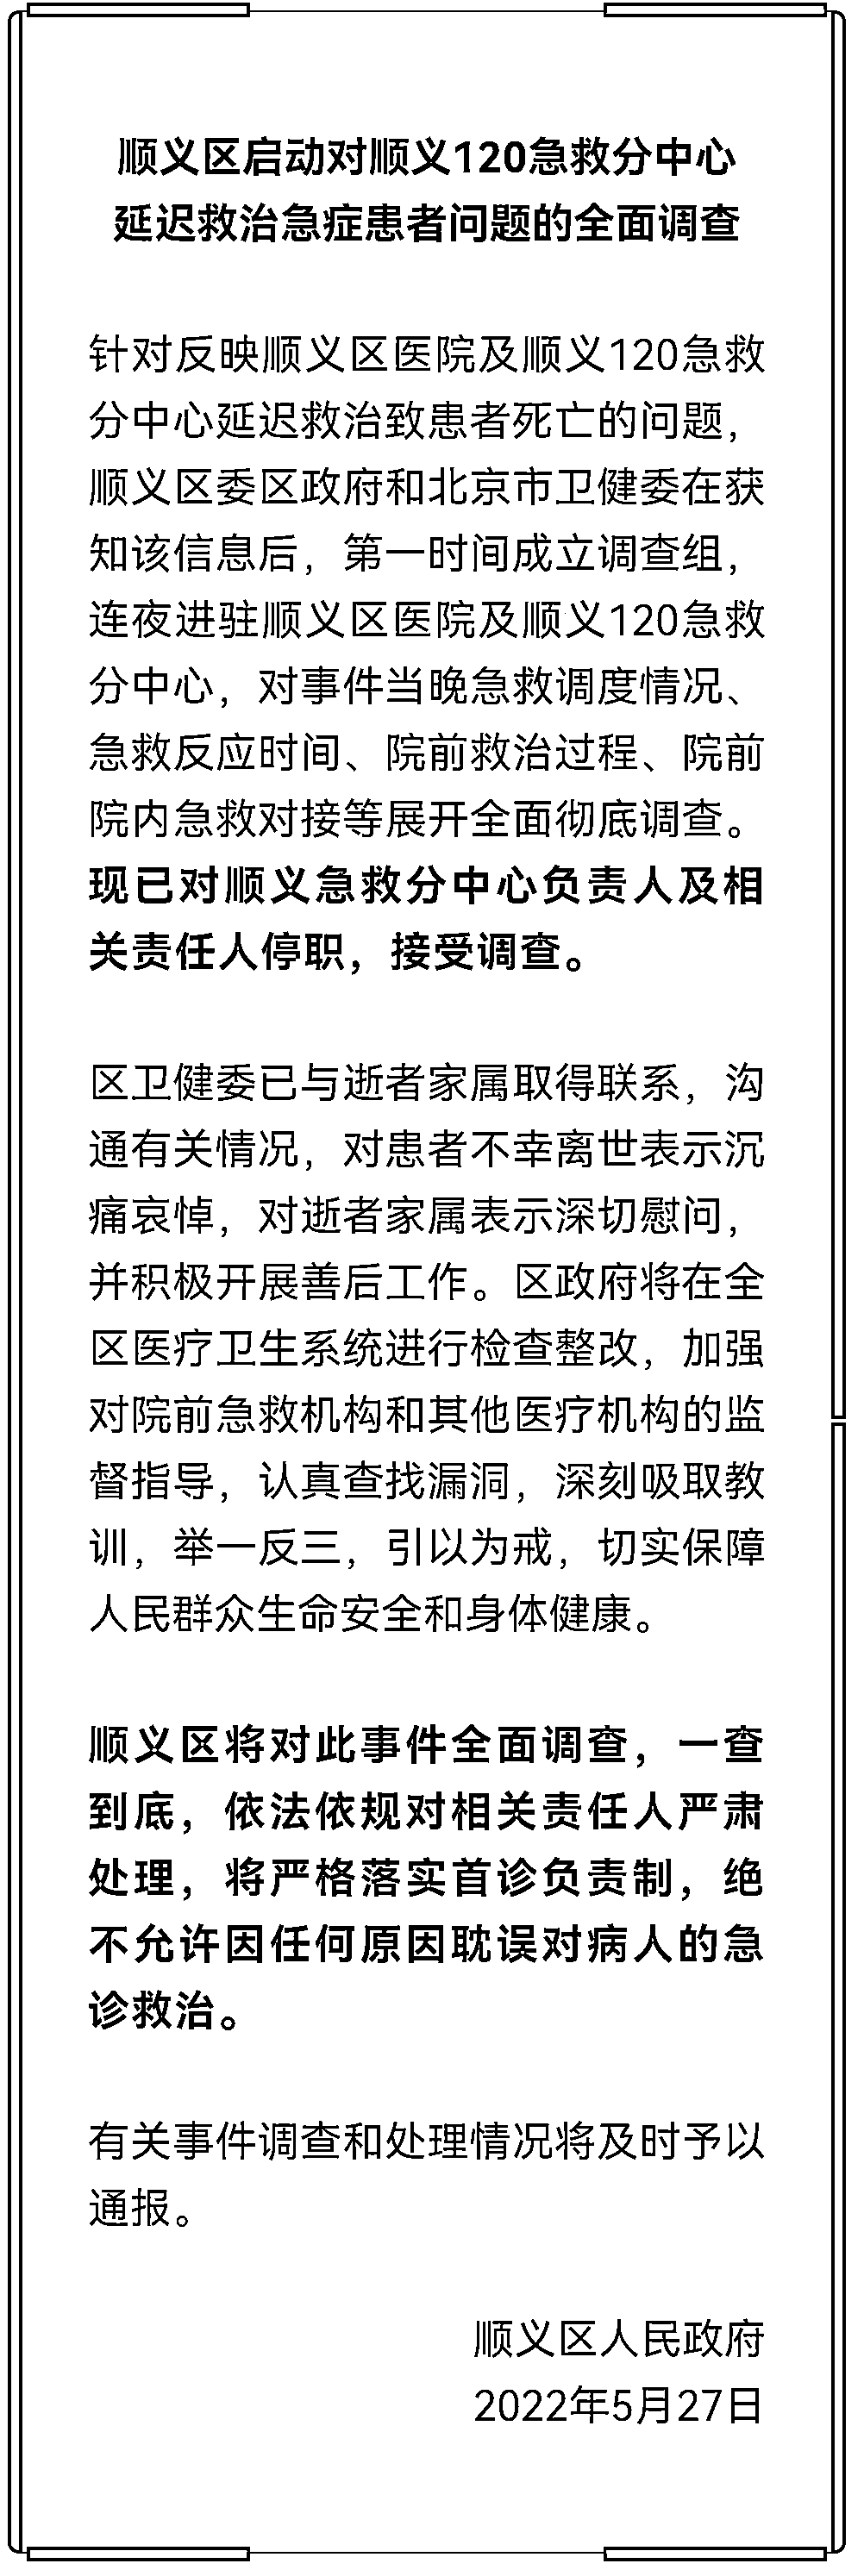 顺义区启动对顺义120急救分中心
延迟救治急症患者问题的全面调查
针对反映顺义区医院及顺义120急救
分中心延迟救治致患者死亡的问题，
顺义区委区政府和北京市卫健委在获
知该信息后，第一时间成立调查组，
连夜进驻顺义区医院及顺义120急救
分中心，对事件当晚急救调度情况、
急救反应时间、院前救治过程、院前
院内急救对接等展开全面彻底调查。
现已对顺义急救分中心负责人及相
关责任人停职，接受调查。
区卫健委已与逝者家属取得联系，沟
通有关情况，对患者不幸离世表示沉
痛哀悼，对逝者家属表示深切慰问，
并积极开展善后工作。区政府将在全
区医疗卫生系统进行检查整改，加强
对院前急救机构和其他医疗机构的监
督指导，认真查找漏洞，深刻吸取教
训，举一反三，引以为戒，切实保障
人民群众生命安全和身体健康。
顺义区将对此事件全面调查，一查
到底，依法依规对相关责任人严肃
处理，将严格落实首诊负责制，绝
不允许因任何原因耽误对病人的急
诊救治。
有关事件调查和处理情况将及时予以
通报。
顺义区人民政府
2022年5月27日